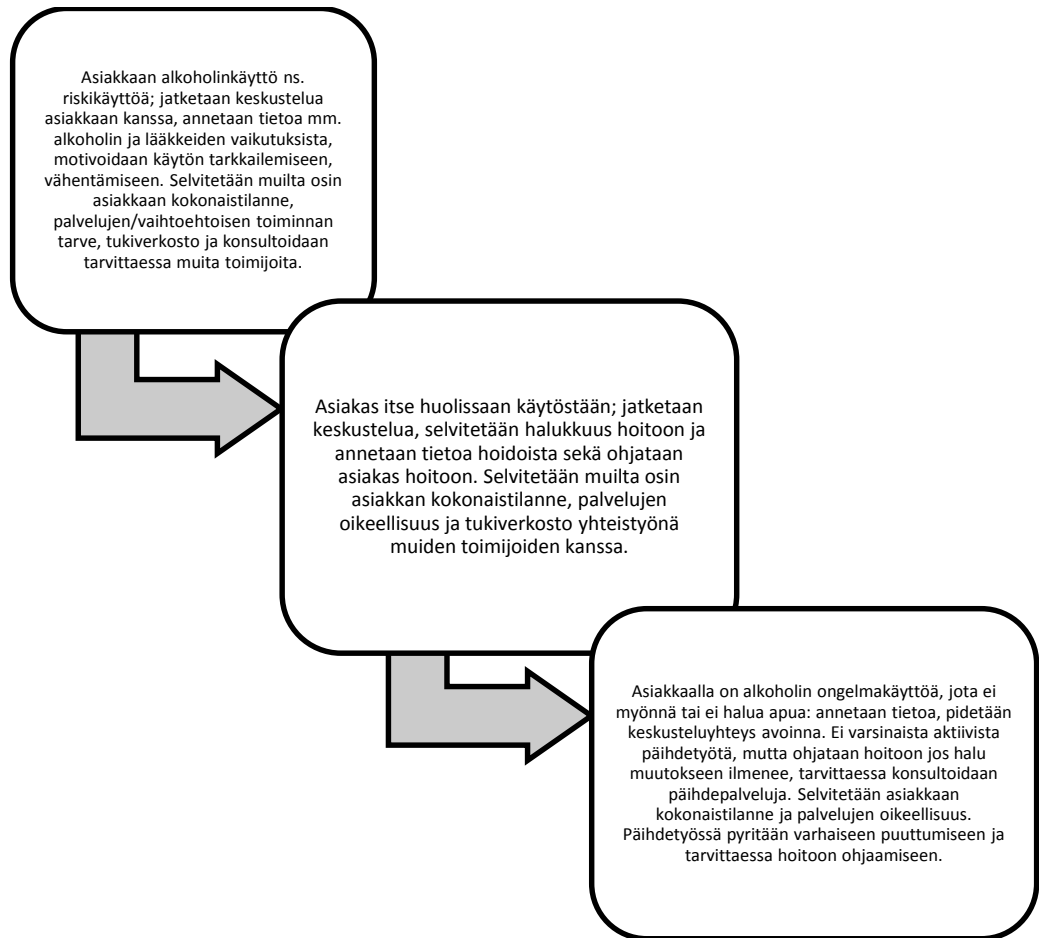 Asiakkaan alkoholinkäyttö ns.
riskikäyttöä; jatketaan keskustelua
asiakkaan kanssa, annetaan tietoa mm.
alkoholin ja lääkkeiden vaikutuksista,
motivoidaan käytön tarkkailemiseen,
vähentämiseen. Selvitetään muilta osin
asiakkaan kokonaistilanne,
palvelujen/vaihtoehtoisen toiminnan
tarve, tukiverkosto ja konsultoidaan
tarvittaessa muita toimijoita.
Asiakas itse huolissaan käytöstään; jatketaan
keskustelua, selvitetään halukkuus hoitoon ja
annetaan tietoa hoidoista sekä ohjataan
asiakas hoitoon. Selvitetään muilta osin
asiakkan kokonaistilanne, palvelujen
oikeellisuus ja tukiverkosto yhteistyönä
muiden toimijoiden kanssa.
Asiakkaalla on alkoholin ongelmakäyttöä, jota ei
myönnä tai ei halua apua: annetaan tietoa, pidetään
keskusteluyhteys avoinna. Ei varsinaista aktiivista
päihdetyötä, mutta ohjataan hoitoon jos halu
muutokseen ilmenee, tarvittaessa konsultoidaan
päihdepalveluja. Selvitetään asiakkaan
kokonaistilanne ja palvelujen oikeellisuus.
Päihdetyössä pyritään varhaiseen puuttumiseen ja
tarvittaessa hoitoon ohjaamiseen.